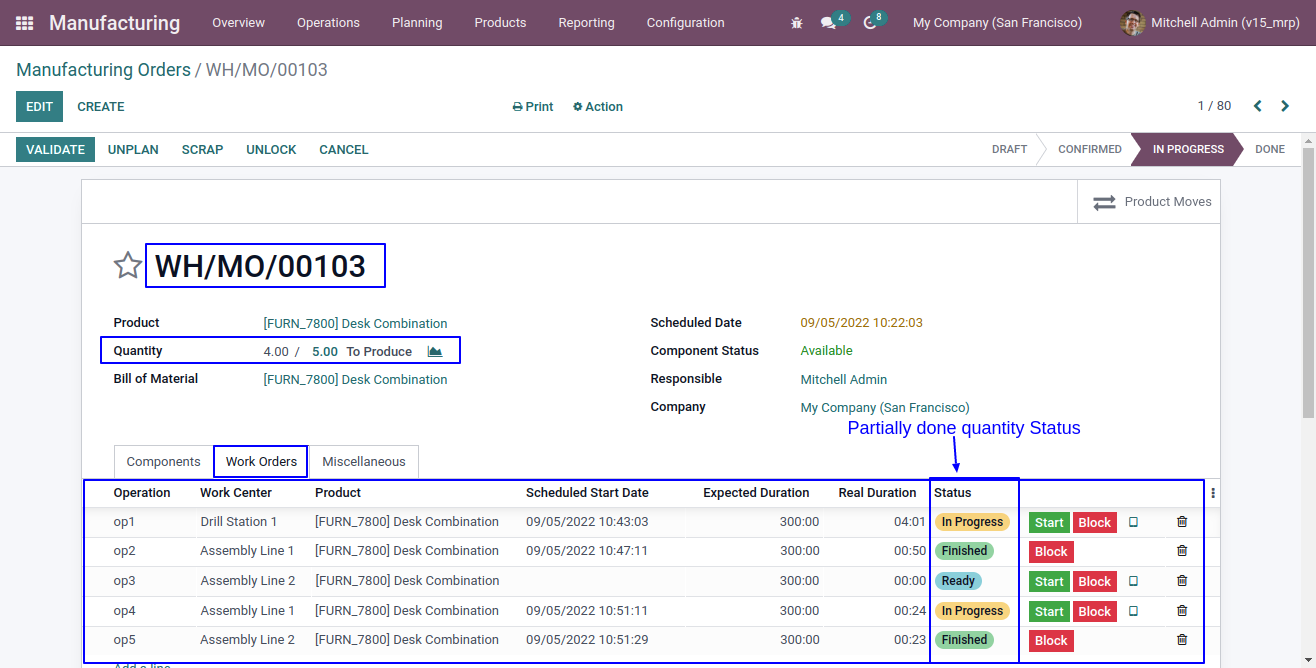 Manufacturing Overview Operations Planning Products Reporting Configuration 4 8 My Company (San Francisco) Mitchell Admin (v15_mrp)
Manufacturing Orders / WH/MO/00103
EDIT CREATE Print Action 1 / 80
VALIDATE UNPLAN SCRAP UNLOCK CANCEL DRAFT CONFIRMED IN PROGRESS DONE
Product Moves
WH/MO/00103
Product [FURN_7800] Desk Combination Scheduled Date 09/05/2022 10:22:03
Quantity 4.00 / 5.00 To Produce Component Status Available
Bill of Material [FURN_7800] Desk Combination Responsible Mitchell Admin
Company My Company (San Francisco)
Partially done quantity Status
Components Work Orders Miscellaneous
Operation Work Center Product Scheduled Start Date Expected Duration Real Duration Status
op1 Drill Station 1 [FURN_7800] Desk Combination 09/05/2022 10:43:03 300:00 04:01 In Progress Start Block
op2 Assembly Line 1 [FURN_7800] Desk Combination 09/05/2022 10:47:11 300:00 00:50 Finished Block
op3 Assembly Line 2 [FURN_7800] Desk Combination 300:00 00:00 Ready Start Block
op4 Assembly Line 1 [FURN_7800] Desk Combination 09/05/2022 10:51:11 300:00 00:24 In Progress Start Block
op5 Assembly Line 2 [FURN_7800] Desk Combination 09/05/2022 10:51:29 300:00 00:23 Finished Block
Add a line